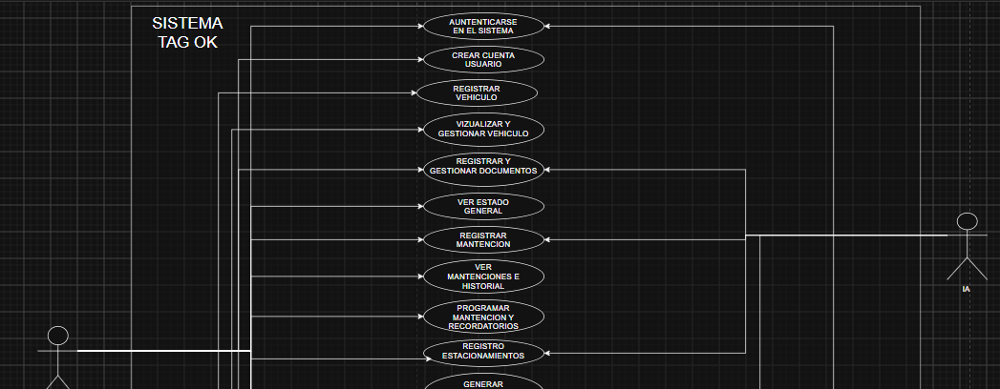 SISTEMA
TAG OK
AUNTENTICARSE
EN EL SISTEMA
CREAR CUENTA
USUARIO
REGISTRAR
VEHICULO
VIZUALIZAR Y
GESTIONAR VEHICULO
REGISTRAR Y
GESTIONAR DOCUMENTOS
VER ESTADO
GENERAL
REGISTRAR
MANTENCION
VER
MANTENCIONES E
HISTORIAL
IA
PROGRAMAR
MANTENCION Y
RECORDATORIOS
REGISTRO
ESTACIONAMIENTOS
GENERAR